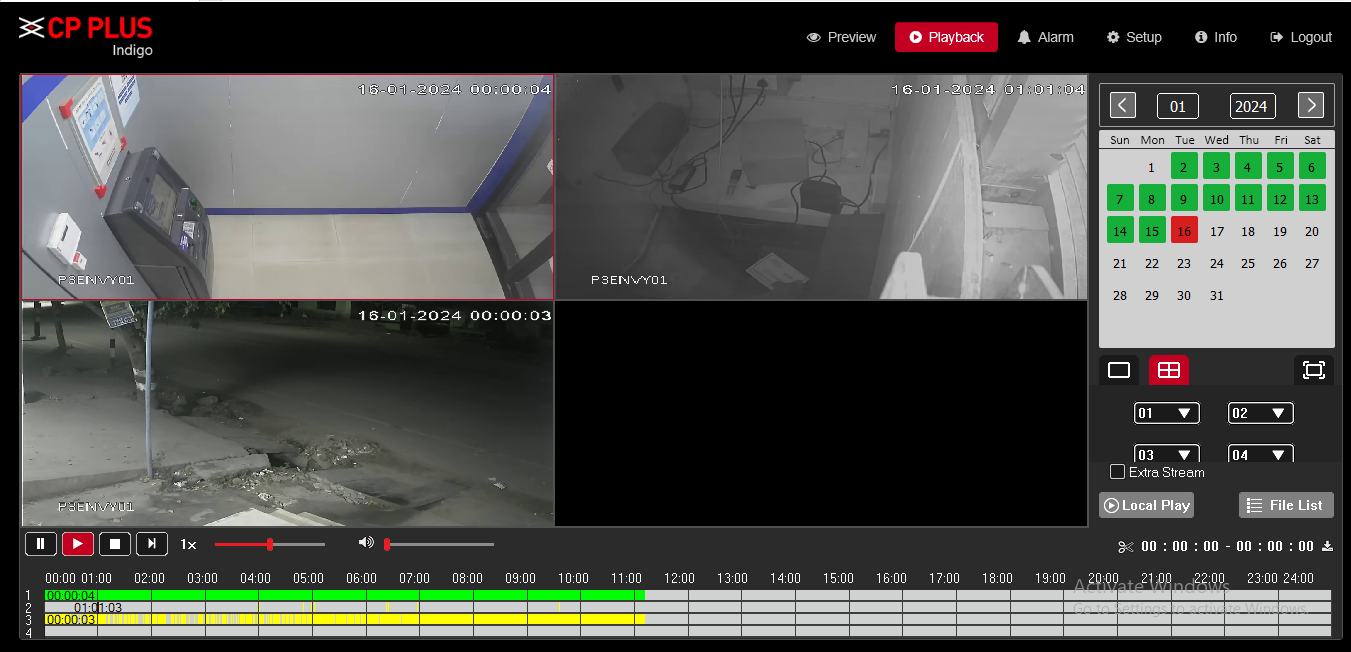 CP PLUS
Indigo
Preview
Playback
Alarm
Setup
Info
Logout
16-01-2024 00:00:04
P3ENVY01
16-01-2024 01:01:04
P3ENVY01
16-01-2024 00:00:03
P3ENVY01
01 2024
Sun Mon Tue Wed Thu Fri Sat
1 2 3 4 5 6
7 8 9 10 11 12 13
14 15 16 17 18 19 20
21 22 23 24 25 26 27
28 29 30 31
01 02
03 04
Extra Stream
Local Play File List
1x
00 : 00 : 00 - 00 : 00 : 00
00:00 01:00 02:00 03:00 04:00 05:00 06:00 07:00 08:00 09:00 10:00 11:00 12:00 13:00 14:00 15:00 16:00 17:00 18:00 19:00 20:00 21:00 22:00 23:00 24:00
1 00:00:04
2 01:01:03
3 00:00:03
4
Activate Windows
Go to Settings to activate Windows.